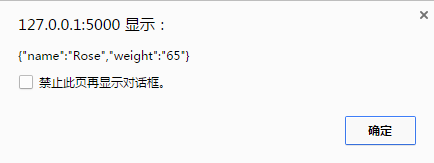 127.0.0.1:5000 显示：
{"name":"Rose","weight":"65"}
禁止此页再显示对话框。
确定